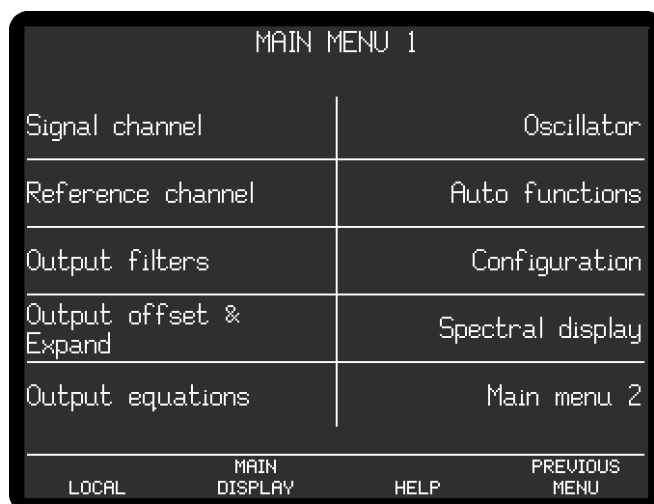 MAIN MENU 1
Signal channel
Oscillator
Reference channel
Auto functions
Output filters
Configuration
Output offset &
Expand
Spectral display
Output equations
Main menu 2
LOCAL
MAIN
DISPLAY
HELP
PREVIOUS
MENU